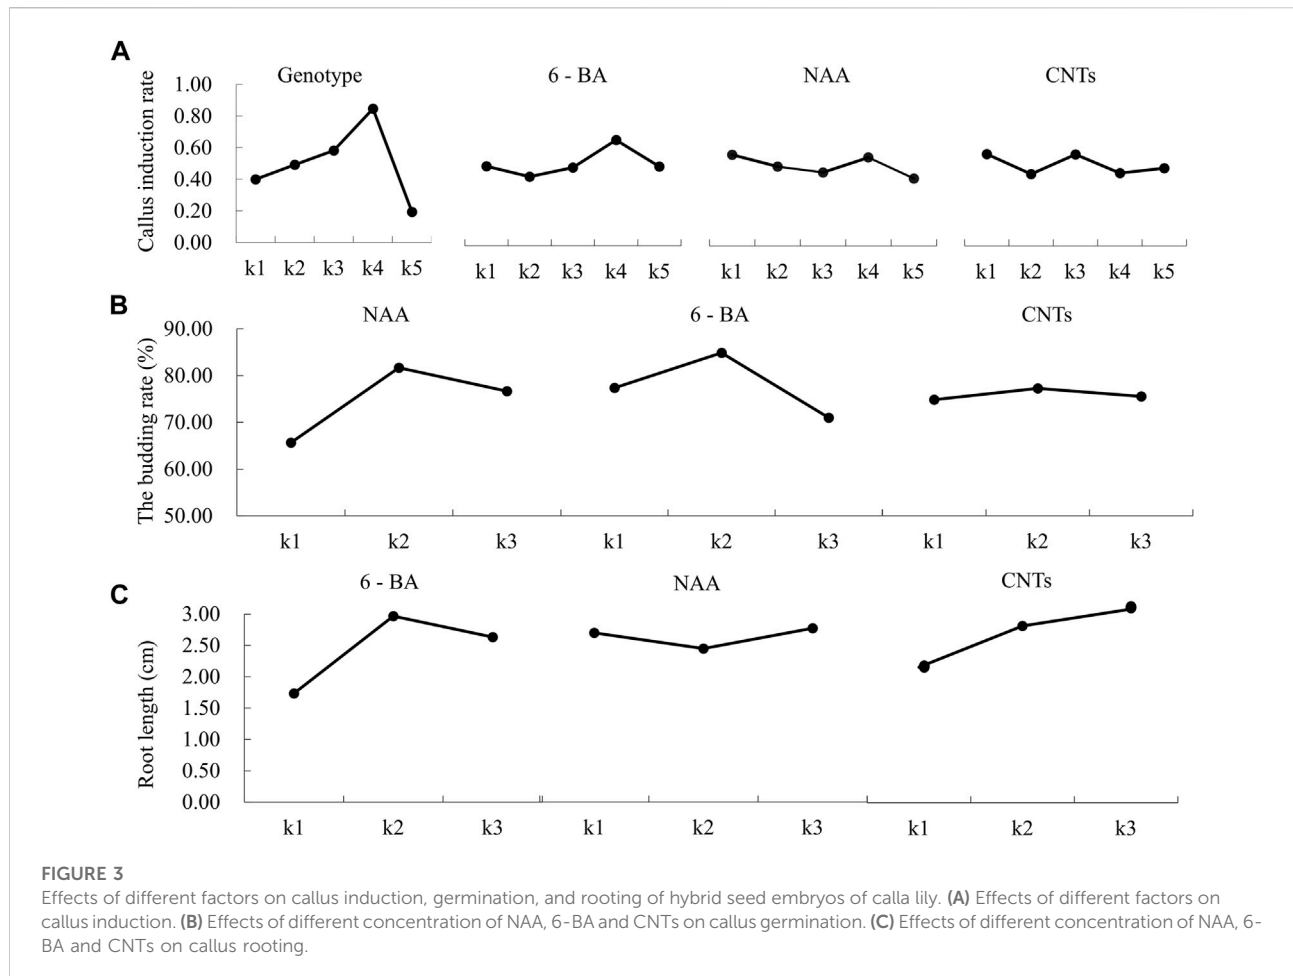 A
Genotype 6 - BA NAA CNTs
Callus induction rate
1.00
0.80
0.60
0.40
0.20
0.00
k1 k2 k3 k4 k5 k1 k2 k3 k4 k5 k1 k2 k3 k4 k5 k1 k2 k3 k4 k5
B
NAA 6 - BA CNTs
The budding rate (%)
90.00
80.00
70.00
60.00
50.00
k1 k2 k3 k1 k2 k3 k1 k2 k3
C
6 - BA NAA CNTs
Root length (cm)
3.00
2.50
2.00
1.50
1.00
0.50
0.00
k1 k2 k3 k1 k2 k3 k1 k2 k3
FIGURE 3
Effects of different factors on callus induction, germination, and rooting of hybrid seed embryos of calla lily. (A) Effects of different factors on
callus induction. (B) Effects of different concentration of NAA, 6-BA and CNTs on callus germination. (C) Effects of different concentration of NAA, 6-
BA and CNTs on callus rooting.